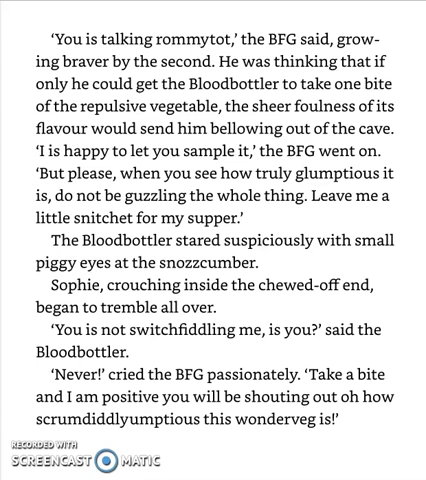 ‘You is talking rommytot,’ the BFG said, grow-
ing braver by the second. He was thinking that if
only he could get the Bloodbottler to take one bite
of the repulsive vegetable, the sheer foulness of its
flavour would send him bellowing out of the cave.
‘I is happy to let you sample it,’ the BFG went on.
‘But please, when you see how truly glumptious it
is, do not be guzzling the whole thing. Leave me a
little snitchet for my supper.’
The Bloodbottler stared suspiciously with small
piggy eyes at the snozzcumber.
Sophie, crouching inside the chewed-off end,
began to tremble all over.
‘You is not switchfiddling me, is you?’ said the
Bloodbottler.
‘Never!’ cried the BFG passionately. ‘Take a bite
and I am positive you will be shouting out oh how
scrumdiddlyumptious this wonderveg is!’
RECORDED WITH
SCREENCAST MATIC